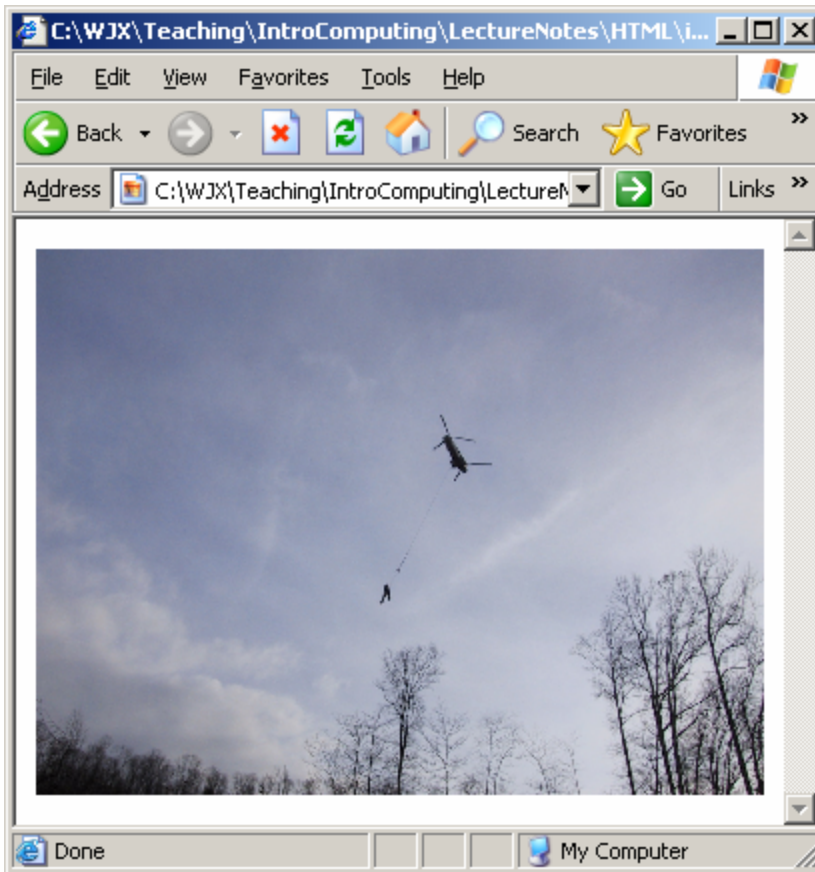 C:\WJX\Teaching\IntroComputing\LectureNotes\HTML\i...
File Edit View Favorites Tools Help
Back Search Favorites »
Address C:\WJX\Teaching\IntroComputing\LectureN Go Links »
Done My Computer